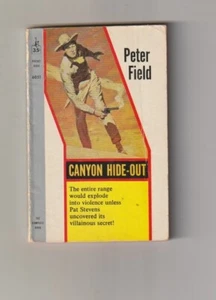 Peter
Field
CANYON HIDE-OUT
The entire range
would explode
into violence unless
Pat Stevens
uncovered its
villainous secret!